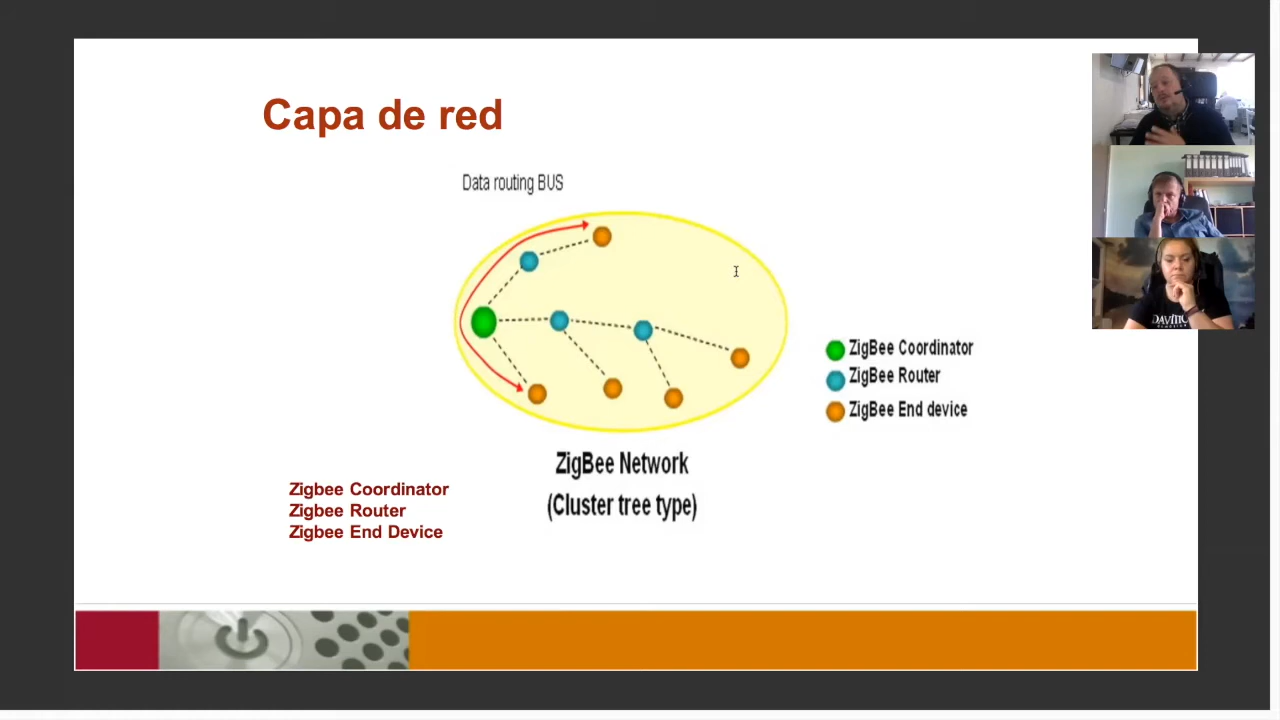 Capa de red
Data routing BUS
ZigBee Coordinator
ZigBee Router
ZigBee End device
ZigBee Network
(Cluster tree type)
Zigbee Coordinator
Zigbee Router
Zigbee End Device